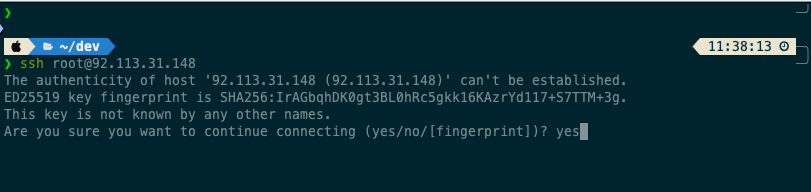 ❯
~/dev
11:38:13
❯ ssh root@92.113.31.148
The authenticity of host '92.113.31.148 (92.113.31.148)' can't be established.
ED25519 key fingerprint is SHA256:IrAGbqhDK0gt3BL0hRc5gkk16KAzrYd117+S7TTM+3g.
This key is not known by any other names.
Are you sure you want to continue connecting (yes/no/[fingerprint])? yes